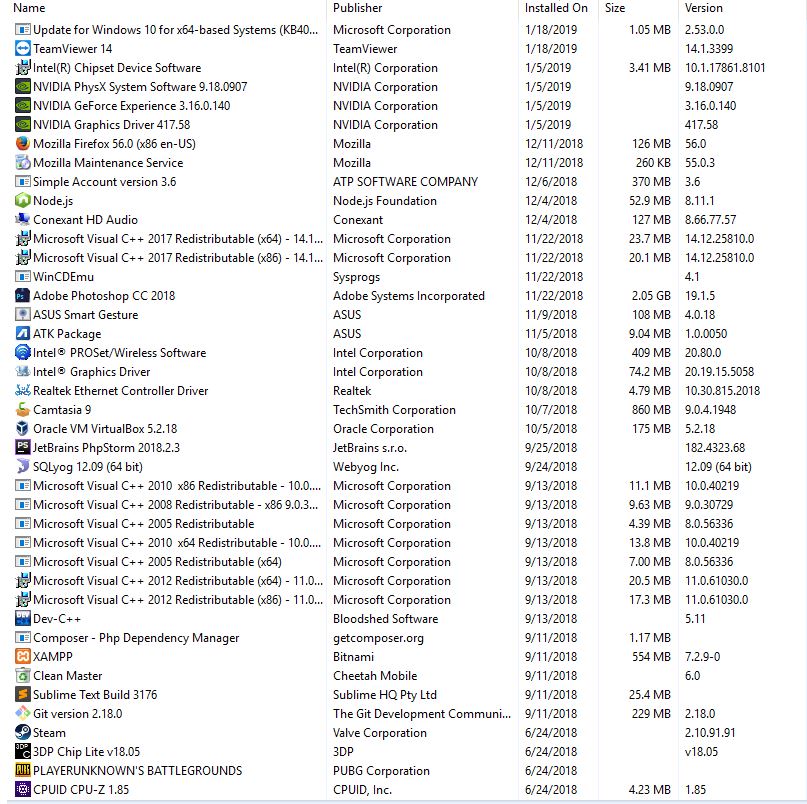 Name Publisher Installed On Size Version
Update for Windows 10 for x64-based Systems (KB40... Microsoft Corporation 1/18/2019 1.05 MB 2.53.0.0
TeamViewer 14 TeamViewer 1/18/2019 14.1.3399
Intel(R) Chipset Device Software Intel(R) Corporation 1/5/2019 3.41 MB 10.1.17861.8101
NVIDIA PhysX System Software 9.18.0907 NVIDIA Corporation 1/5/2019 9.18.0907
NVIDIA GeForce Experience 3.16.0.140 NVIDIA Corporation 1/5/2019 3.16.0.140
NVIDIA Graphics Driver 417.58 NVIDIA Corporation 1/5/2019 417.58
Mozilla Firefox 56.0 (x86 en-US) Mozilla 12/11/2018 126 MB 56.0
Mozilla Maintenance Service Mozilla 12/11/2018 260 KB 55.0.3
Simple Account version 3.6 ATP SOFTWARE COMPANY 12/6/2018 370 MB 3.6
Node.js Node.js Foundation 12/4/2018 52.9 MB 8.11.1
Conexant HD Audio Conexant 12/4/2018 127 MB 8.66.77.57
Microsoft Visual C++ 2017 Redistributable (x64) - 14.1... Microsoft Corporation 11/22/2018 23.7 MB 14.12.25810.0
Microsoft Visual C++ 2017 Redistributable (x86) - 14.1... Microsoft Corporation 11/22/2018 20.1 MB 14.12.25810.0
WinCDEmu Sysprogs 11/22/2018 4.1
Adobe Photoshop CC 2018 Adobe Systems Incorporated 11/22/2018 2.05 GB 19.1.5
ASUS Smart Gesture ASUS 11/9/2018 108 MB 4.0.18
ATK Package ASUS 11/5/2018 9.04 MB 1.0.0050
Intel® PROSet/Wireless Software Intel Corporation 10/8/2018 409 MB 20.80.0
Intel® Graphics Driver Intel Corporation 10/8/2018 74.2 MB 20.19.15.5058
Realtek Ethernet Controller Driver Realtek 10/8/2018 4.79 MB 10.30.815.2018
Camtasia 9 TechSmith Corporation 10/7/2018 860 MB 9.0.4.1948
Oracle VM VirtualBox 5.2.18 Oracle Corporation 10/5/2018 175 MB 5.2.18
JetBrains PhpStorm 2018.2.3 JetBrains s.r.o. 9/25/2018 182.4323.68
SQLyog 12.09 (64 bit) Webyog Inc. 9/24/2018 12.09 (64 bit)
Microsoft Visual C++ 2010 x86 Redistributable - 10.0.... Microsoft Corporation 9/13/2018 11.1 MB 10.0.40219
Microsoft Visual C++ 2008 Redistributable - x86 9.0.3... Microsoft Corporation 9/13/2018 9.63 MB 9.0.30729
Microsoft Visual C++ 2005 Redistributable Microsoft Corporation 9/13/2018 4.39 MB 8.0.56336
Microsoft Visual C++ 2010 x64 Redistributable - 10.0.... Microsoft Corporation 9/13/2018 13.8 MB 10.0.40219
Microsoft Visual C++ 2005 Redistributable (x64) Microsoft Corporation 9/13/2018 7.00 MB 8.0.56336
Microsoft Visual C++ 2012 Redistributable (x64) - 11.0... Microsoft Corporation 9/13/2018 20.5 MB 11.0.61030.0
Microsoft Visual C++ 2012 Redistributable (x86) - 11.0... Microsoft Corporation 9/13/2018 17.3 MB 11.0.61030.0
Dev-C++ Bloodshed Software 9/13/2018 5.11
Composer - Php Dependency Manager getcomposer.org 9/11/2018 1.17 MB
XAMPP Bitnami 9/11/2018 554 MB 7.2.9-0
Clean Master Cheetah Mobile 9/11/2018 6.0
Sublime Text Build 3176 Sublime HQ Pty Ltd 9/11/2018 25.4 MB
Git version 2.18.0 The Git Development Communi... 9/11/2018 229 MB 2.18.0
Steam Valve Corporation 6/24/2018 2.10.91.91
3DP Chip Lite v18.05 3DP 6/24/2018 v18.05
PLAYERUNKNOWN'S BATTLEGROUNDS PUBG Corporation 6/24/2018
CPUID CPU-Z 1.85 CPUID, Inc. 6/24/2018 4.23 MB 1.85